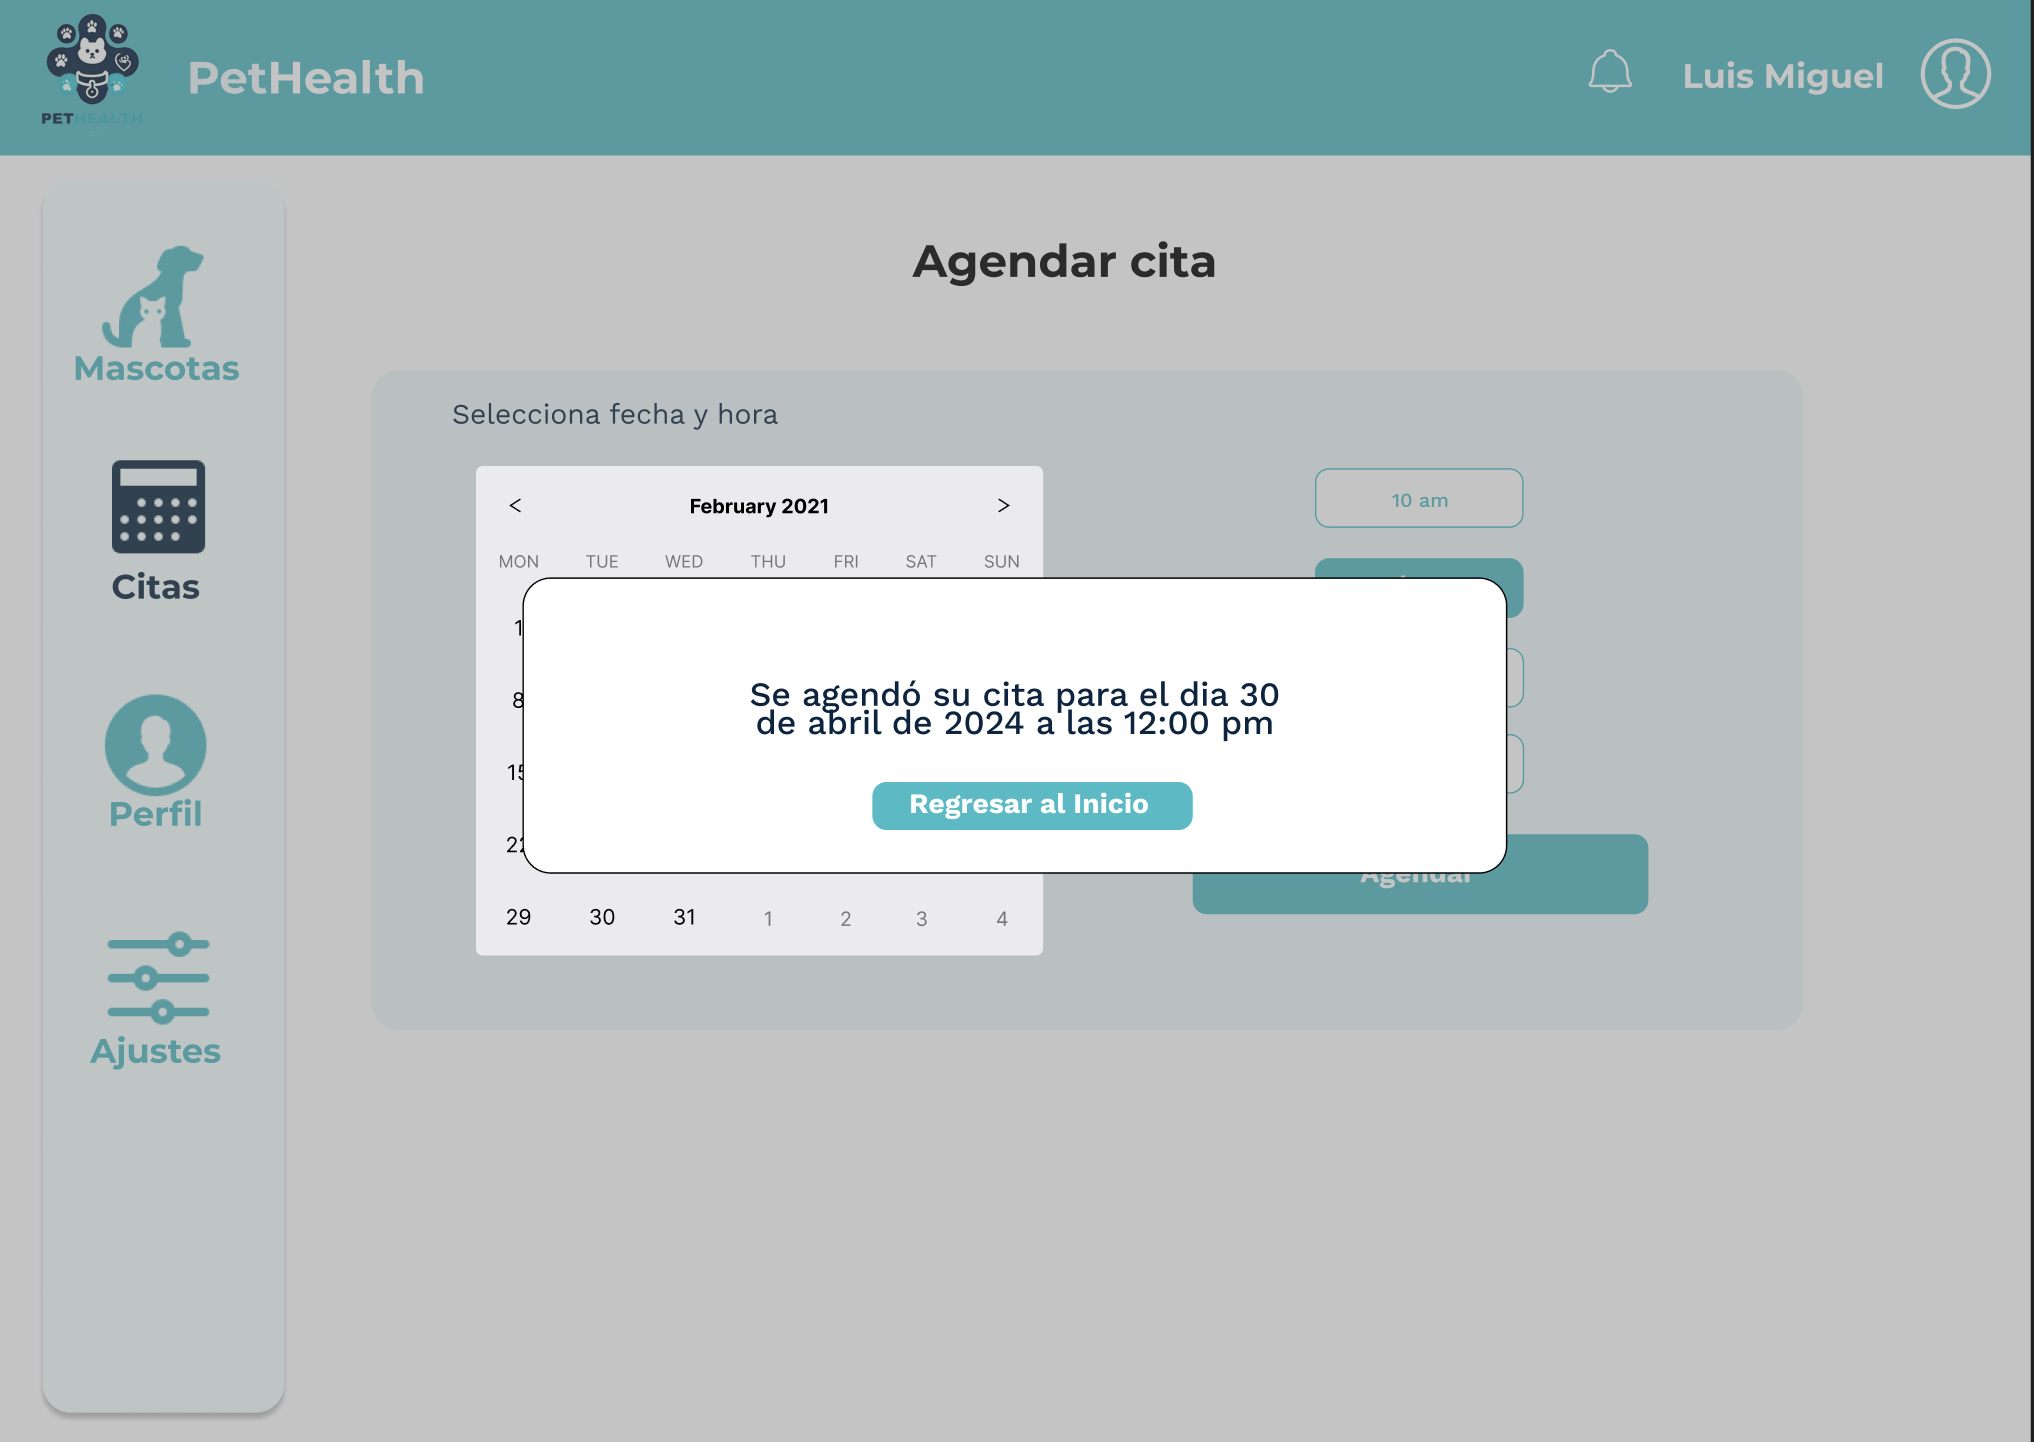 PETHEALTH
PetHealth
Luis Miguel
Mascotas
Citas
Perfil
Ajustes
Agendar cita
Selecciona fecha y hora
< February 2021 >
MON TUE WED THU FRI SAT SUN
1
8
15
22
29 30 31 1 2 3 4
10 am
Se agendó su cita para el dia 30
de abril de 2024 a las 12:00 pm
Regresar al Inicio
Agendar